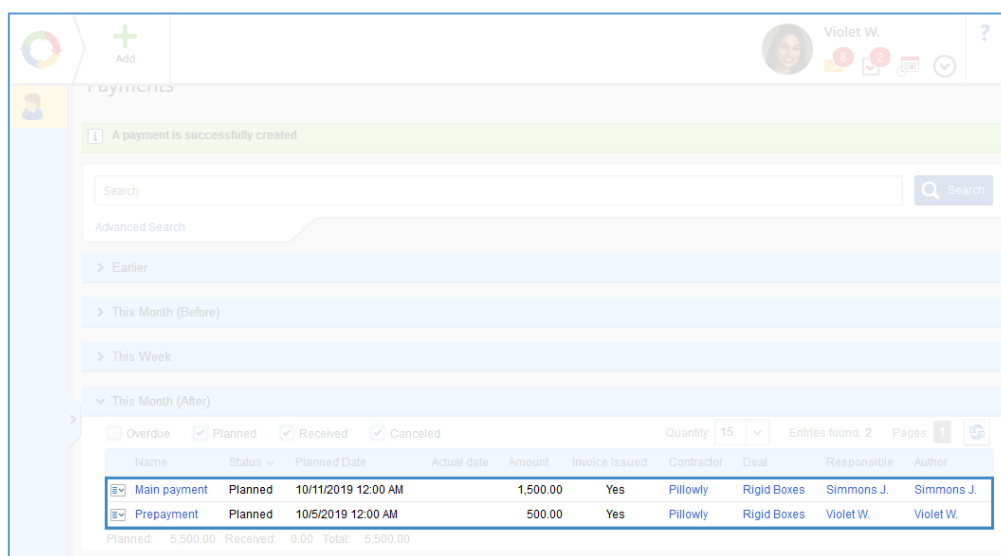 Violet W. ?
Add 8 2
Payments
A payment is successfully created
Search Search
Advanced Search
Earlier
This Month (Before)
This Week
This Month (After)
Overdue Planned Received Canceled Quantity: 15 Entries found: 2 Pages: 1
Name Status Planned Date Actual date Amount Invoice Issued Contractor Deal Responsible Author
Main payment Planned 10/11/2019 12:00 AM 1,500.00 Yes Pillowly Rigid Boxes Simmons J. Simmons J.
Prepayment Planned 10/5/2019 12:00 AM 500.00 Yes Pillowly Rigid Boxes Violet W. Violet W.
Planned: 5,500.00 Received: 0.00 Total: 5,500.00